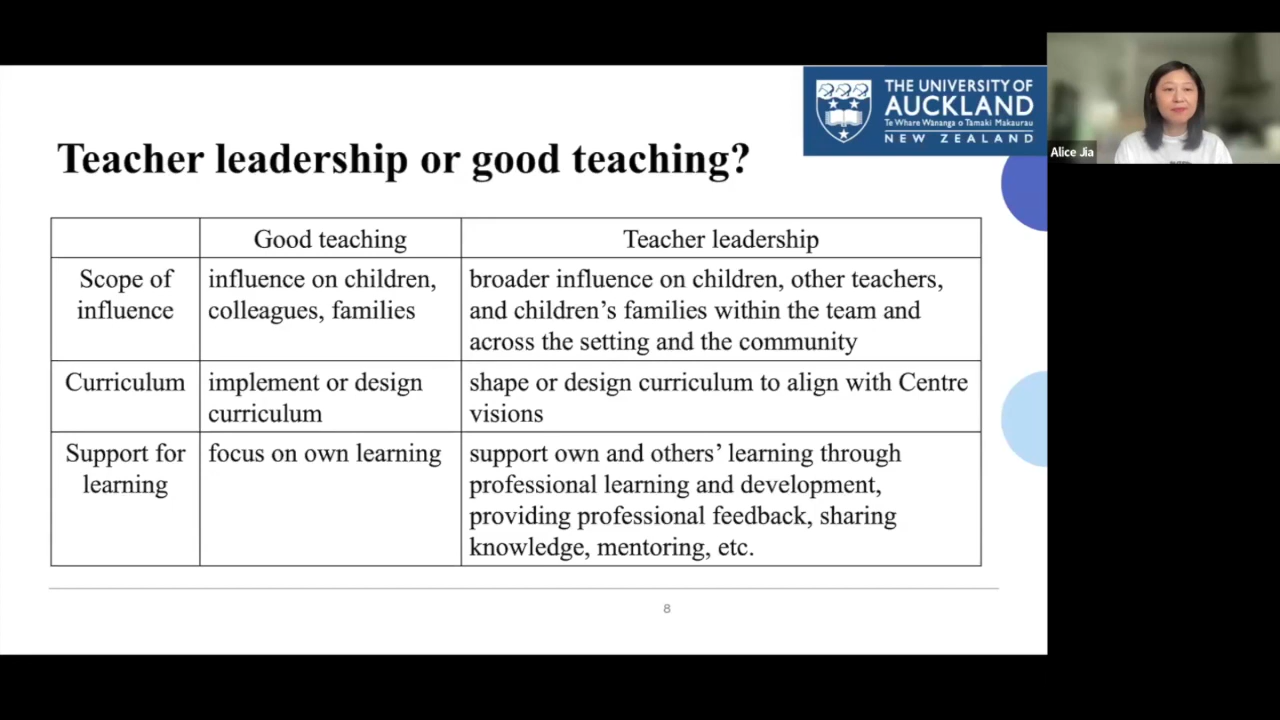 THE UNIVERSITY OF
AUCKLAND
Te Whare Wānanga o Tāmaki Makaurau
NEW ZEALAND
Alice Jia
Teacher leadership or good teaching?
Good teaching
Teacher leadership
Scope of
influence
influence on children,
colleagues, families
broader influence on children, other teachers,
and children’s families within the team and
across the setting and the community
Curriculum
implement or design
curriculum
shape or design curriculum to align with Centre
visions
Support for
learning
focus on own learning
support own and others’ learning through
professional learning and development,
providing professional feedback, sharing
knowledge, mentoring, etc.
8